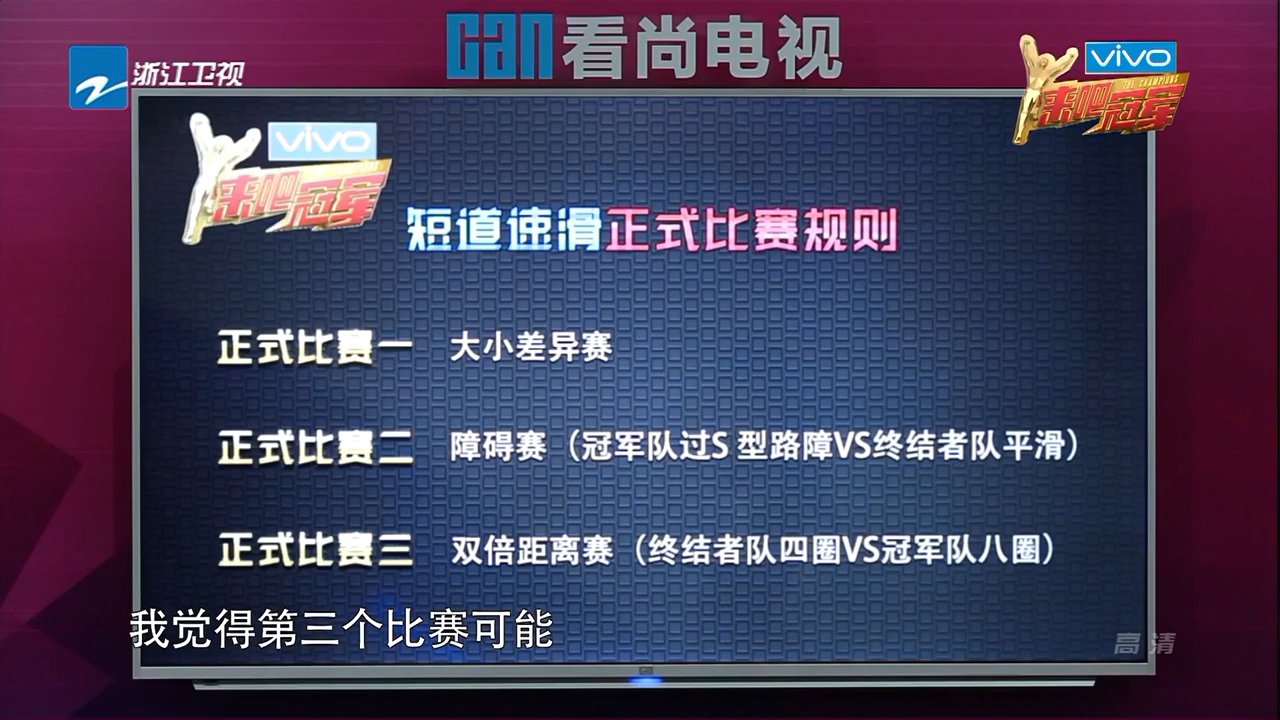 can看尚电视
浙江卫视
vivo
THE CHAMPIONS
来吧冠军
vivo
来吧冠军
短道速滑正式比赛规则
正式比赛一 大小差异赛
正式比赛二 障碍赛（冠军队过S 型路障VS终结者队平滑）
正式比赛三 双倍距离赛（终结者队四圈VS冠军队八圈）
我觉得第三个比赛可能
高清